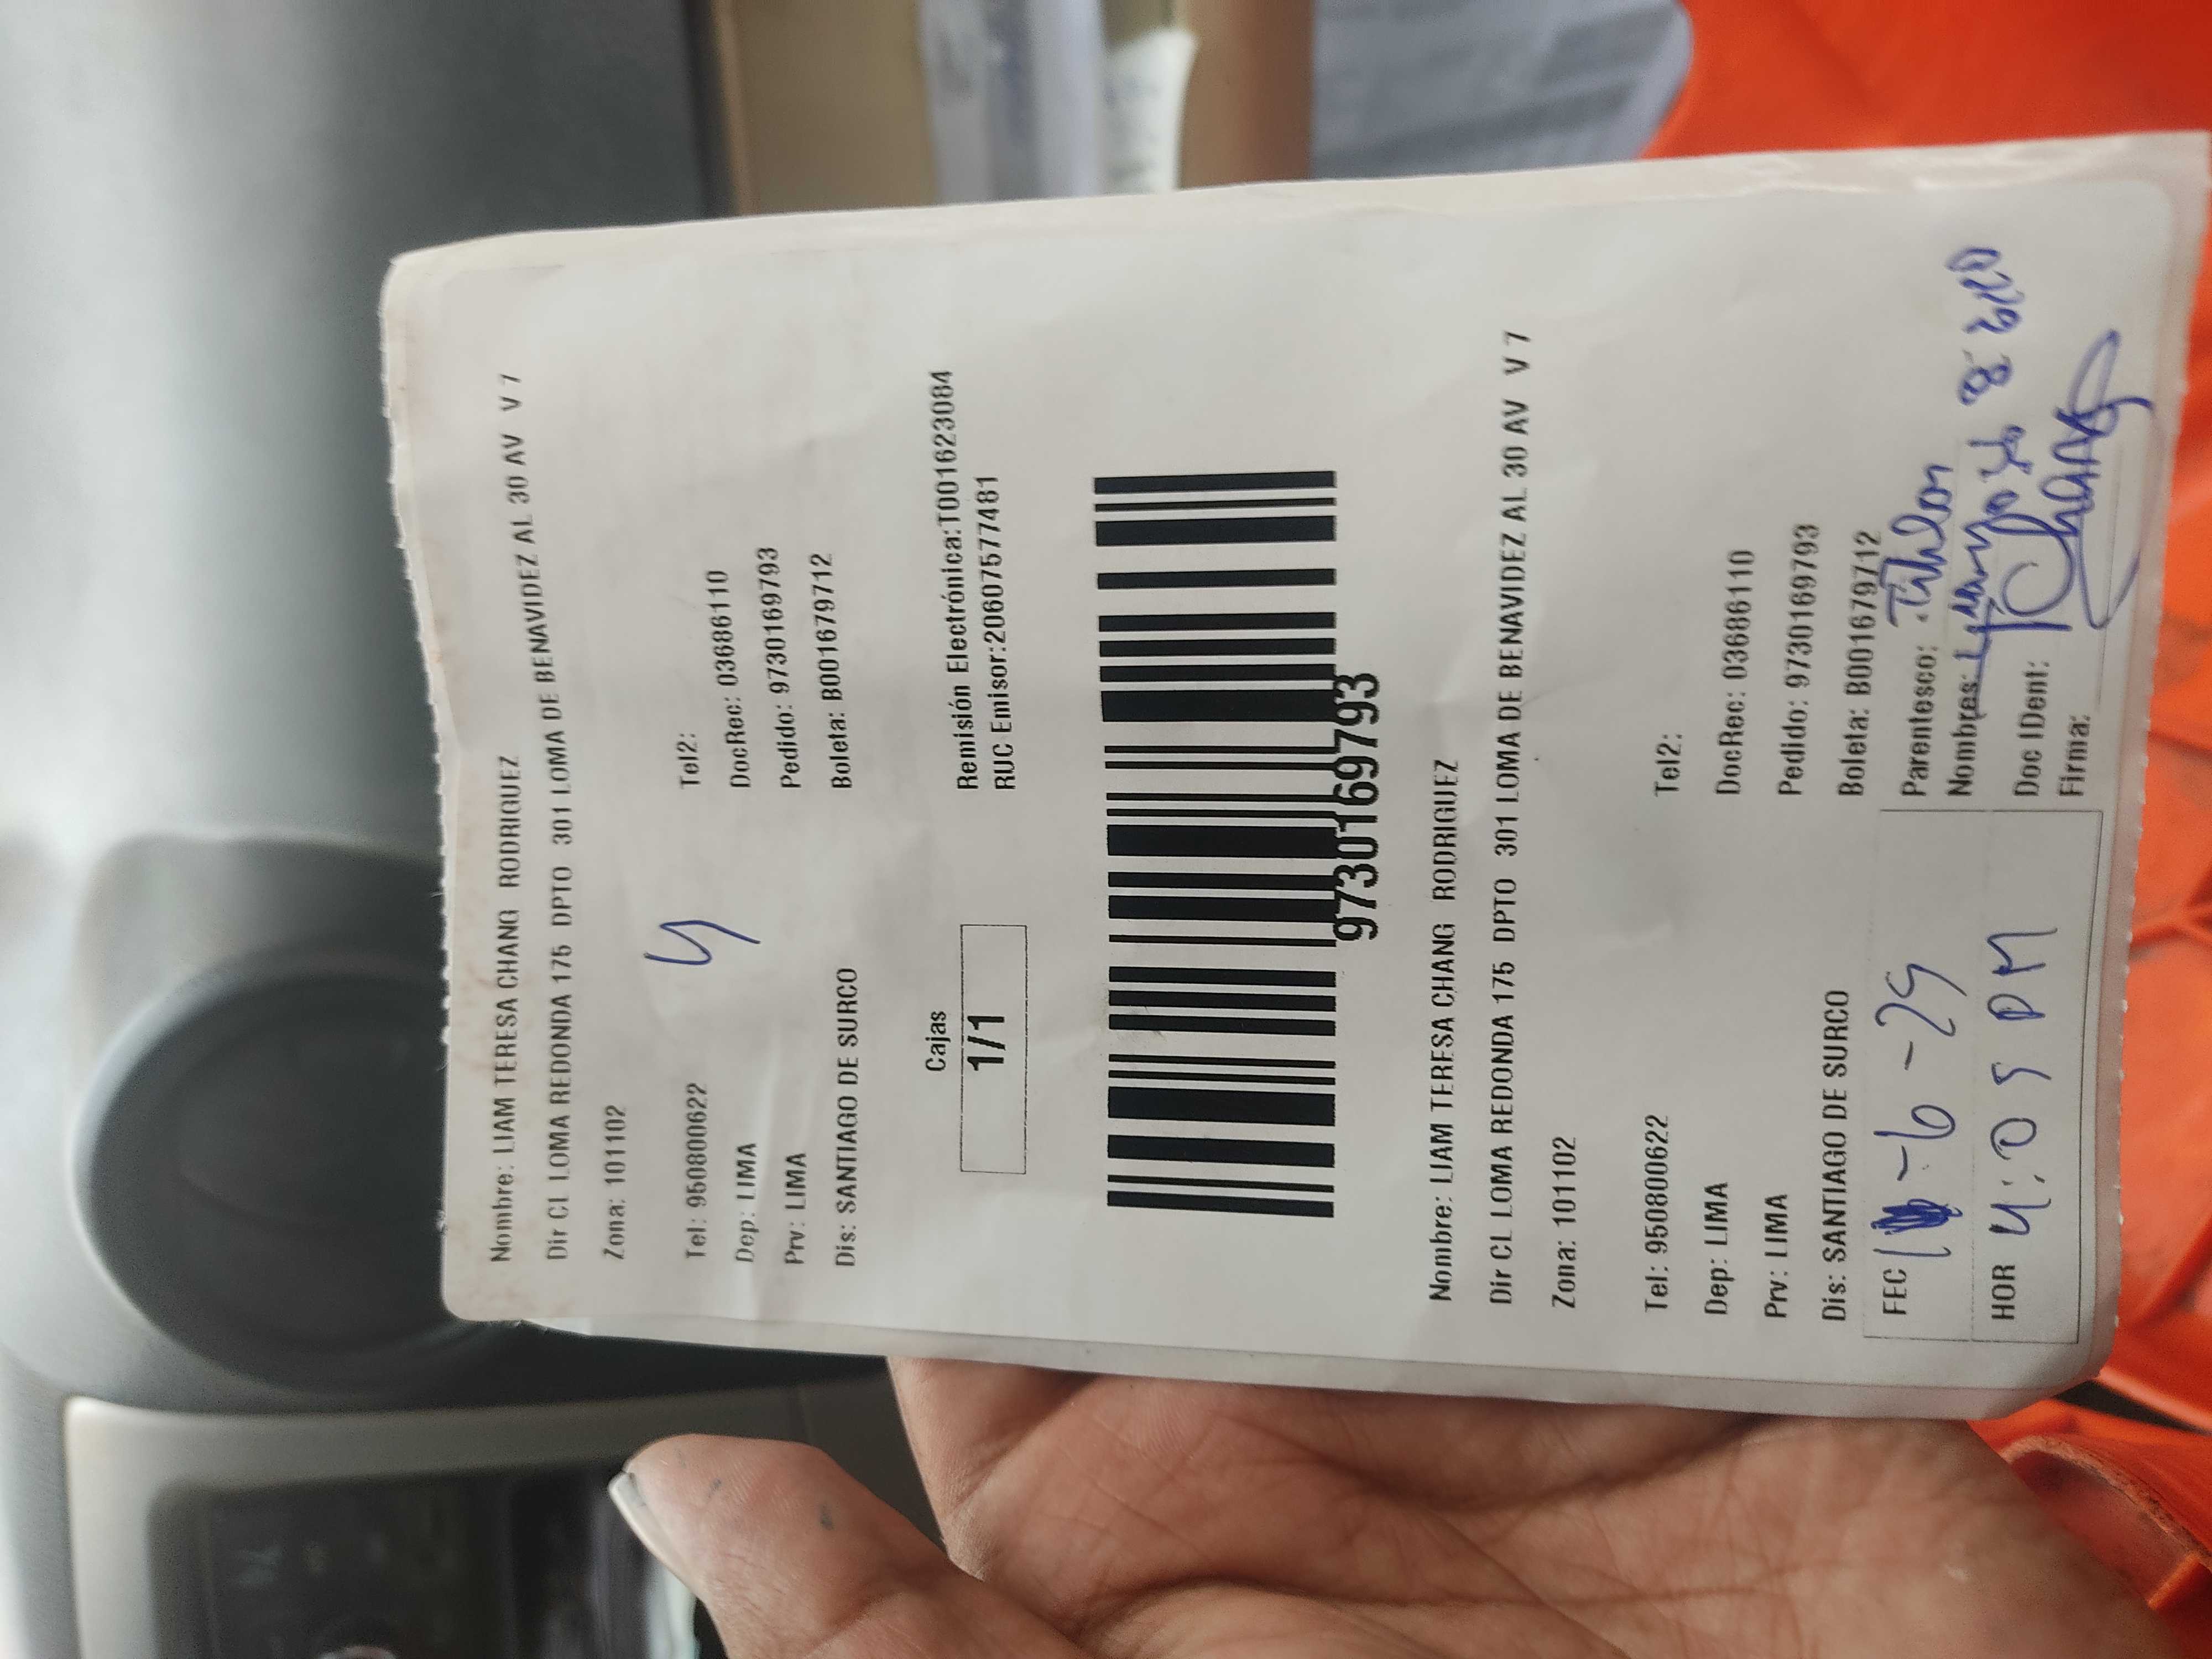 Nombre: LIAM TERESA CHANG RODRIGUEZ
Dir CL LOMA REDONDA 175 DPTO 301 LOMA DE BENAVIDEZ AL 30 AV V 7
Zona: 101102
Tel: 950800622 Tel2:
Dep: LIMA DocRec: 03686110
Prv: LIMA Pedido: 97301697​93
Dis: SANTIAGO DE SURCO Boleta: B001679712
Cajas
1/1
Remisión Electrónica:T001623084
RUC Emisor:20607577481
9730169793
Nombre: LIAM TERESA CHANG RODRIGUEZ
Dir CL LOMA REDONDA 175 DPTO 301 LOMA DE BENAVIDEZ AL 30 AV V 7
Zona: 101102
Tel: 950800622 Tel2:
Dep: LIMA DocRec: 03686110
Prv: LIMA Pedido: 9730169793
Dis: SANTIAGO DE SURCO Boleta: B001679712
FEC -6- Parentesco:
Nombres:
HOR 4:05 PM Doc IDent:
Firma: Chang